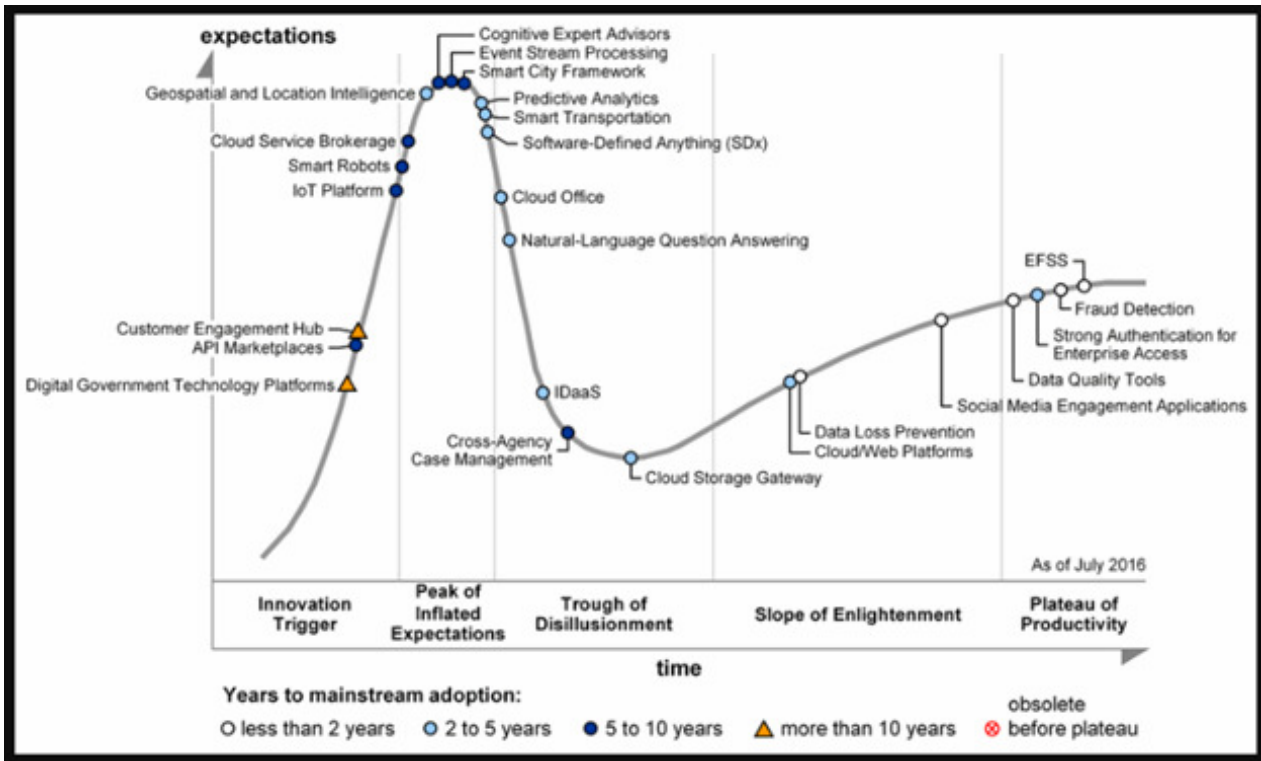 expectations
Cognitive Expert Advisors
Event Stream Processing
Smart City Framework
Geospatial and Location Intelligence
Predictive Analytics
Smart Transportation
Software-Defined Anything (SDx)
Cloud Service Brokerage
Smart Robots
IoT Platform
Cloud Office
Natural-Language Question Answering
EFSS
Fraud Detection
Customer Engagement Hub
API Marketplaces
Strong Authentication for
Enterprise Access
Digital Government Technology Platforms
Data Quality Tools
IDaaS
Social Media Engagement Applications
Cross-Agency
Case Management
Data Loss Prevention
Cloud/Web Platforms
Cloud Storage Gateway
As of July 2016
Innovation
Trigger
Peak of
Inflated
Expectations
Trough of
Disillusionment
Slope of Enlightenment
Plateau of
Productivity
time
Years to mainstream adoption:
less than 2 years
2 to 5 years
5 to 10 years
more than 10 years
obsolete
before plateau